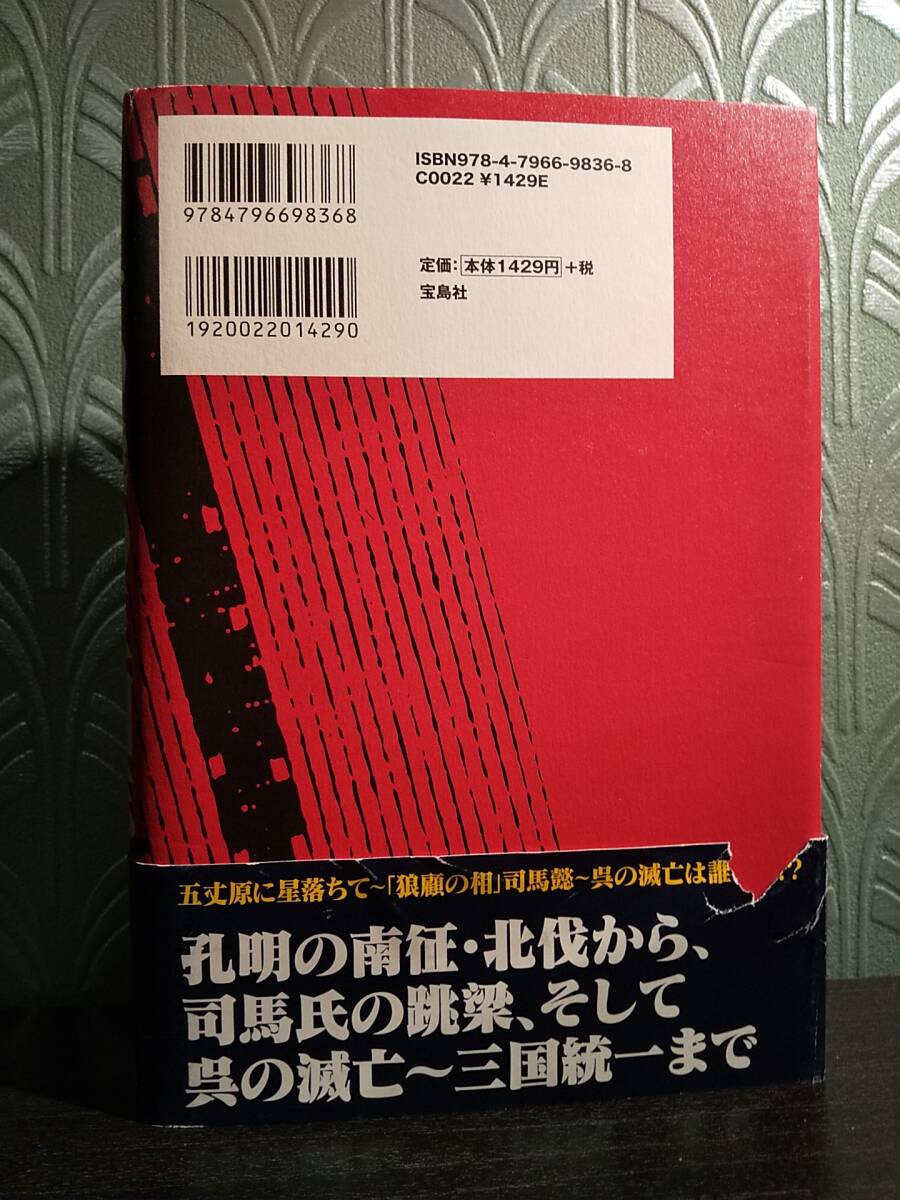 ISBN978-4-7966-9836-8
C0022 ¥1429E
9784796698368
定価：本体1429円+税
宝島社
1920022014290
五丈原に星落ちて～「狼顧の相」司馬懿～呉の滅亡は誰
？
孔明の南征・北伐から、
司馬氏の跳梁、そして
呉の滅亡～三国統一まで